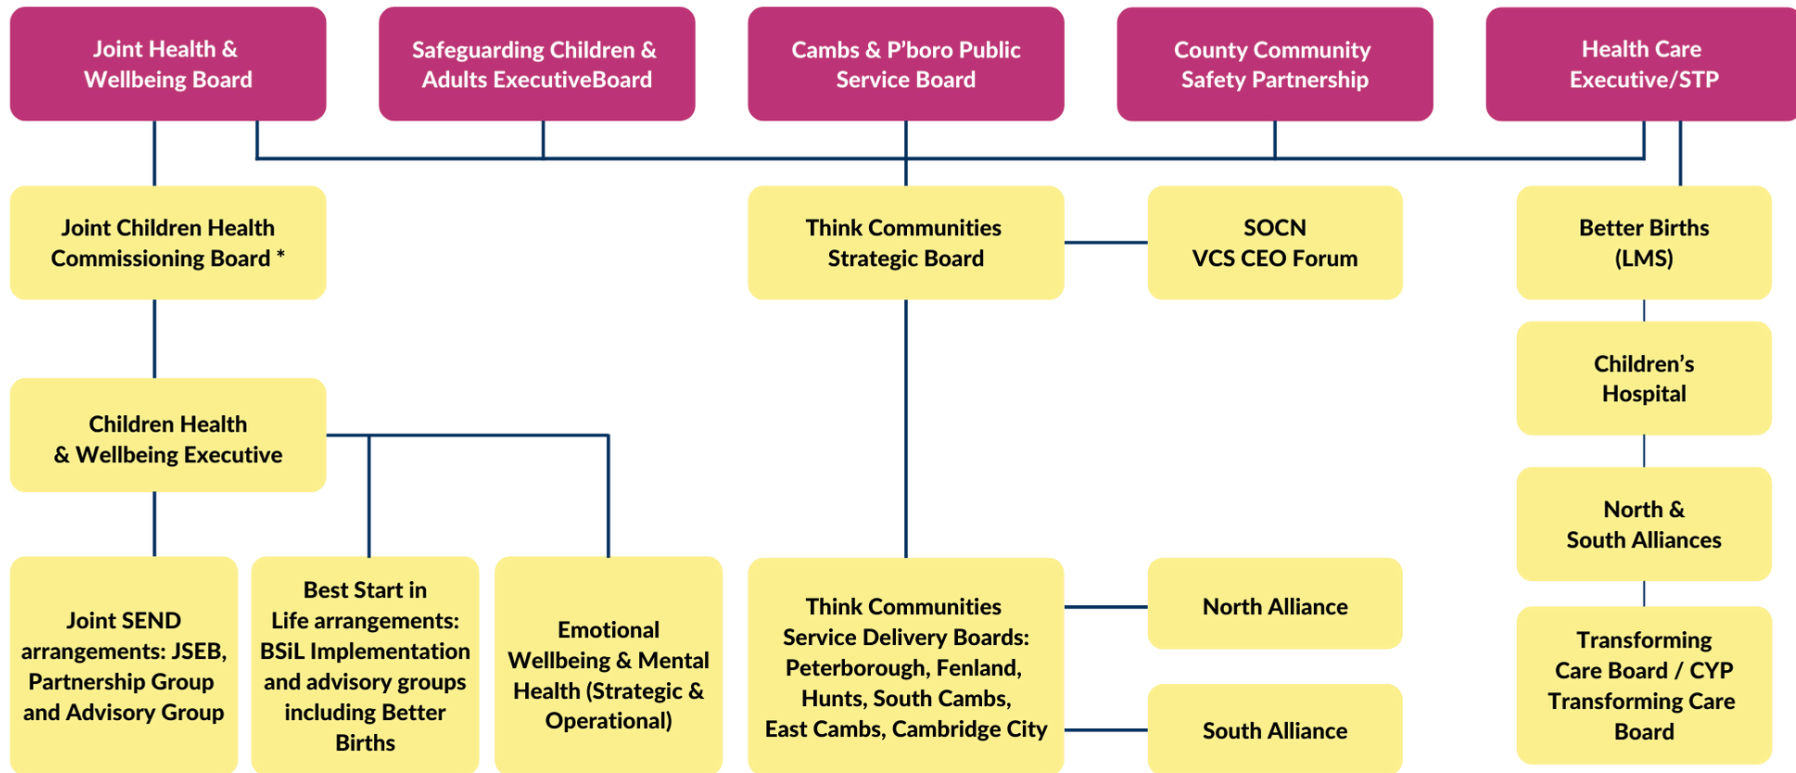 Joint Health &
Wellbeing Board
Safeguarding Children &
Adults ExecutiveBoard
Cambs & P’boro Public
Service Board
County Community
Safety Partnership
Health Care
Executive/STP
Joint Children Health
Commissioning Board *
Think Communities
Strategic Board
SOCN
VCS CEO Forum
Better Births
(LMS)
Children’s
Hospital
Children Health
& Wellbeing Executive
North &
South Alliances
Joint SEND
arrangements: JSEB,
Partnership Group
and Advisory Group
Best Start in
Life arrangements:
BSiL Implementation
and advisory groups
including Better
Births
Emotional
Wellbeing & Mental
Health (Strategic &
Operational)
Think Communities
Service Delivery Boards:
Peterborough, Fenland,
Hunts, South Cambs,
East Cambs, Cambridge City
North Alliance
South Alliance
Transforming
Care Board / CYP
Transforming Care
Board